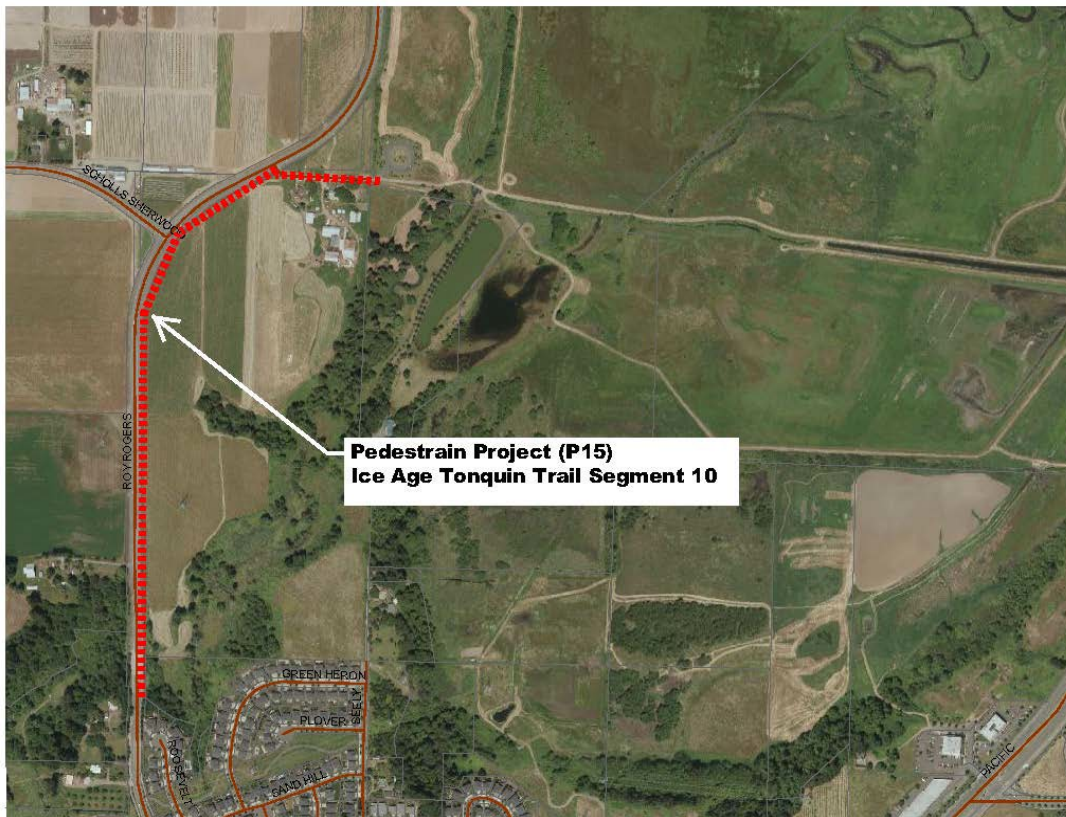 SCHOLLS SHERWOOD
ROY ROGERS
Pedestrain Project (P15)
Ice Age Tonquin Trail Segment 10
GREEN HERON
SEELY
PLOVER
ROOSEVELT
SAND HILL
PACIFIC